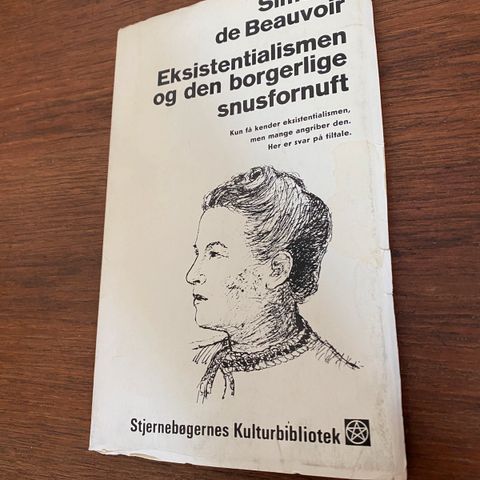 de Beauvoir
Eksistentialismen
og den borgerlige
snusfornuft
Kun få kender eksistentialismen,
men mange angriber den.
Her er svar på tiltale.
Stjernebøgernes Kulturbibliotek